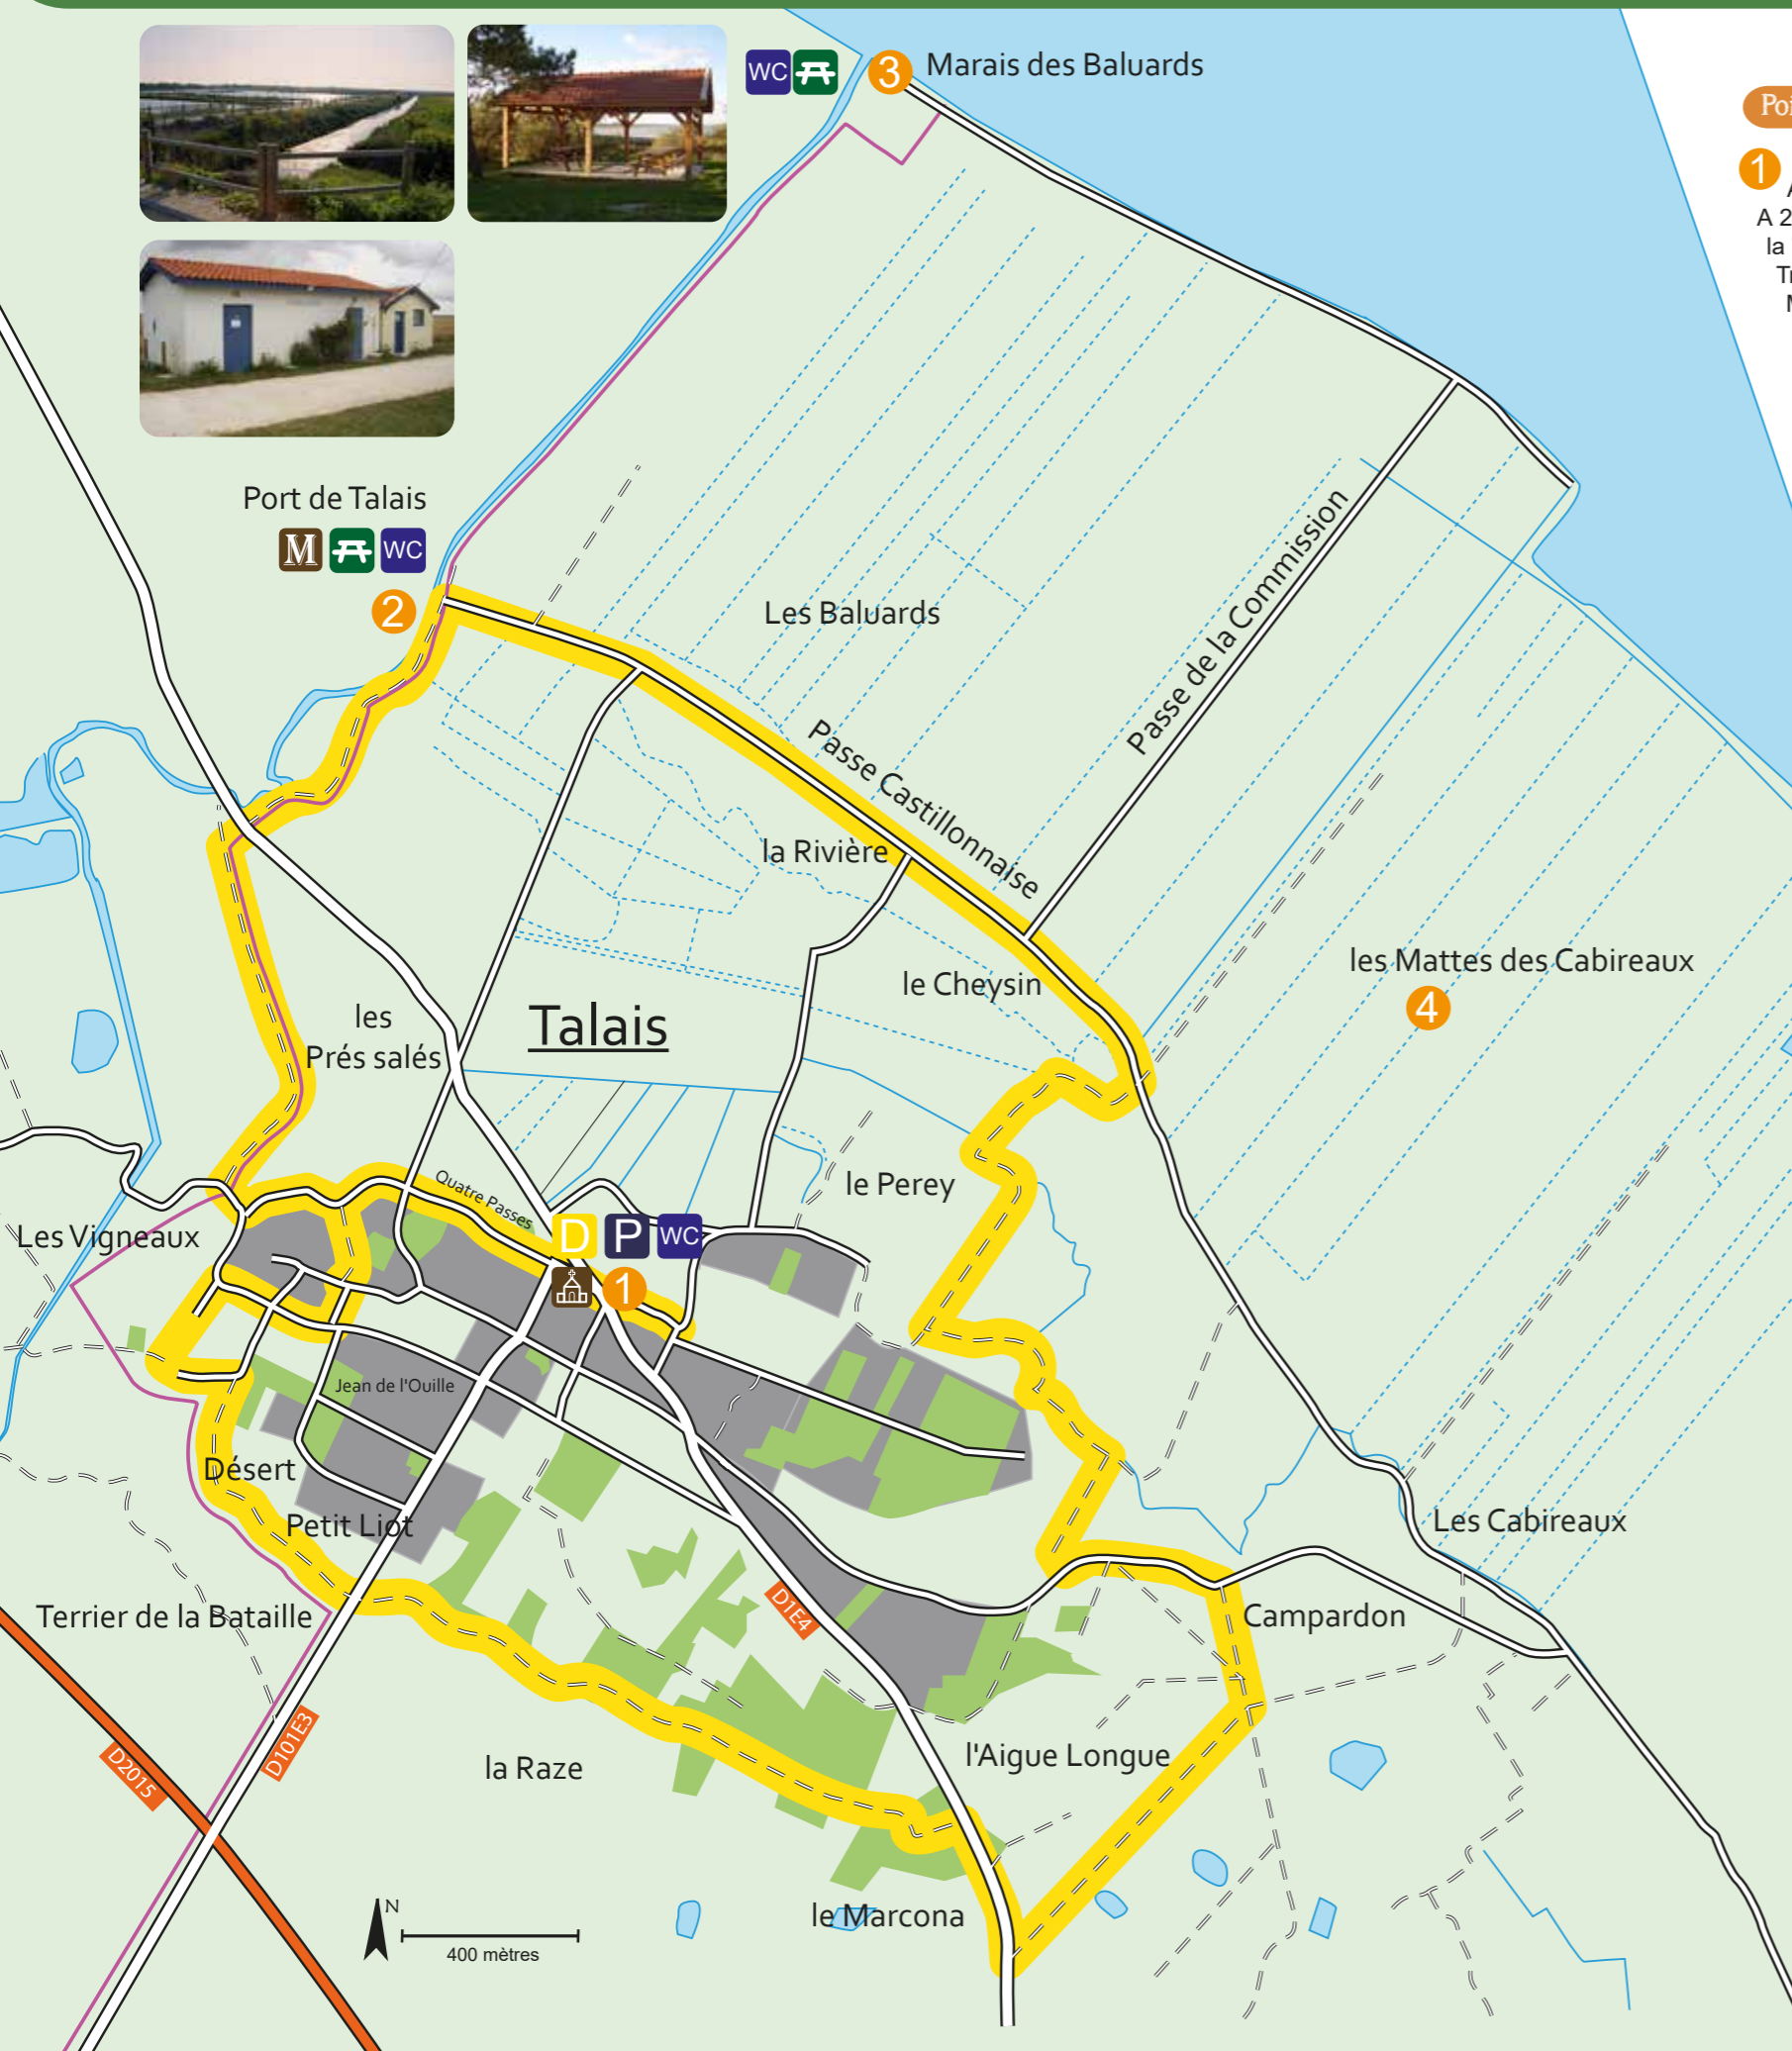 WC
3
Marais des Baluards
1
A 2
la
Port de Talais
M
WC
2
Les Baluards
Passe de la Commission
Passe Castillonnaise
la Rivière
les Mattes des Cabireaux
4
le Cheysin
les
Prés salés
Talais
le Perey
Quatre Passes
Les Vigneaux
D
P
WC
1
Jean de l'Ouille
Désert
Petit Liot
Les Cabireaux
D1E4
Terrier de la Bataille
Campardon
D101E3
D2015
la Raze
l'Aigue Longue
le Marcona
N
400 mètres